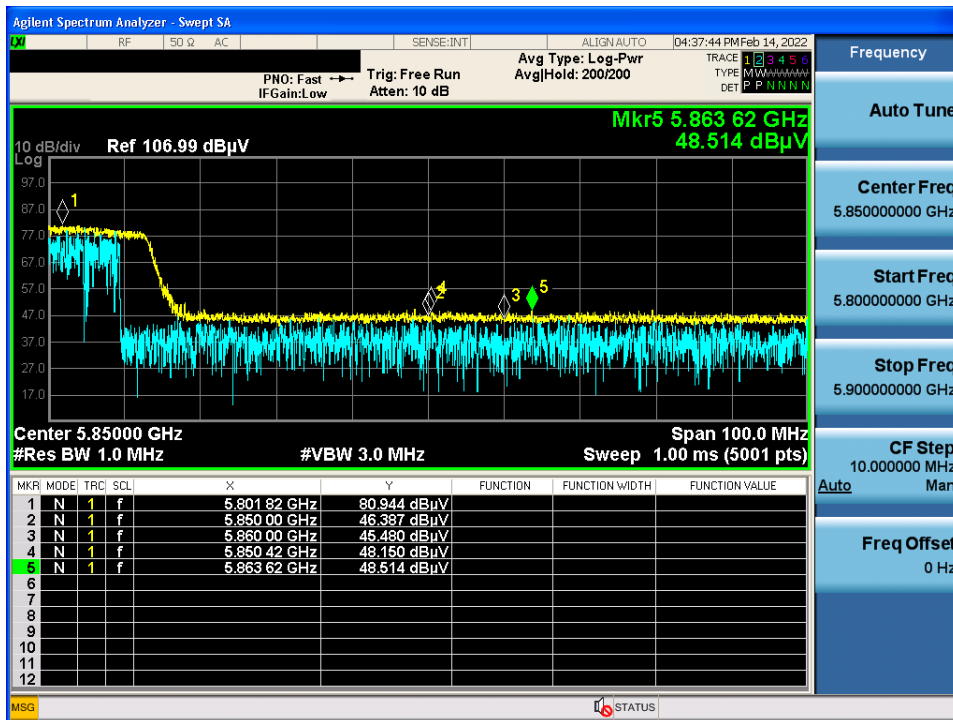 Agilent Spectrum Analyzer - Swept SA
LXI RF 50 Ω AC SENSE:INT ALIGN AUTO 04:37:44 PM Feb 14, 2022
PNO: Fast Trig: Free Run Avg Type: Log-Pwr TRACE 1 2 3 4 5 6
IFGain:Low Atten: 10 dB Avg|Hold: 200/200 TYPE M W W W W W
DET P P N N N N
Mkr5 5.863 62 GHz
48.514 dBµV
10 dB/div Ref 106.99 dBµV
Log
97.0
87.0
77.0
67.0
57.0
47.0
37.0
27.0
17.0
1
4
2
3
5
Center 5.85000 GHz Span 100.0 MHz
#Res BW 1.0 MHz #VBW 3.0 MHz Sweep 1.00 ms (5001 pts)
MKR MODE TRC SCL X Y FUNCTION FUNCTION WIDTH FUNCTION VALUE
1 N 1 f 5.801 82 GHz 80.944 dBµV
2 N 1 f 5.850 00 GHz 46.387 dBµV
3 N 1 f 5.860 00 GHz 45.480 dBµV
4 N 1 f 5.850 42 GHz 48.150 dBµV
5 N 1 f 5.863 62 GHz 48.514 dBµV
6
7
8
9
10
11
12
MSG STATUS
Frequency
Auto Tune
Center Freq
5.850000000 GHz
Start Freq
5.800000000 GHz
Stop Freq
5.900000000 GHz
CF Step
10.000000 MHz
Auto Man
Freq Offset
0 Hz